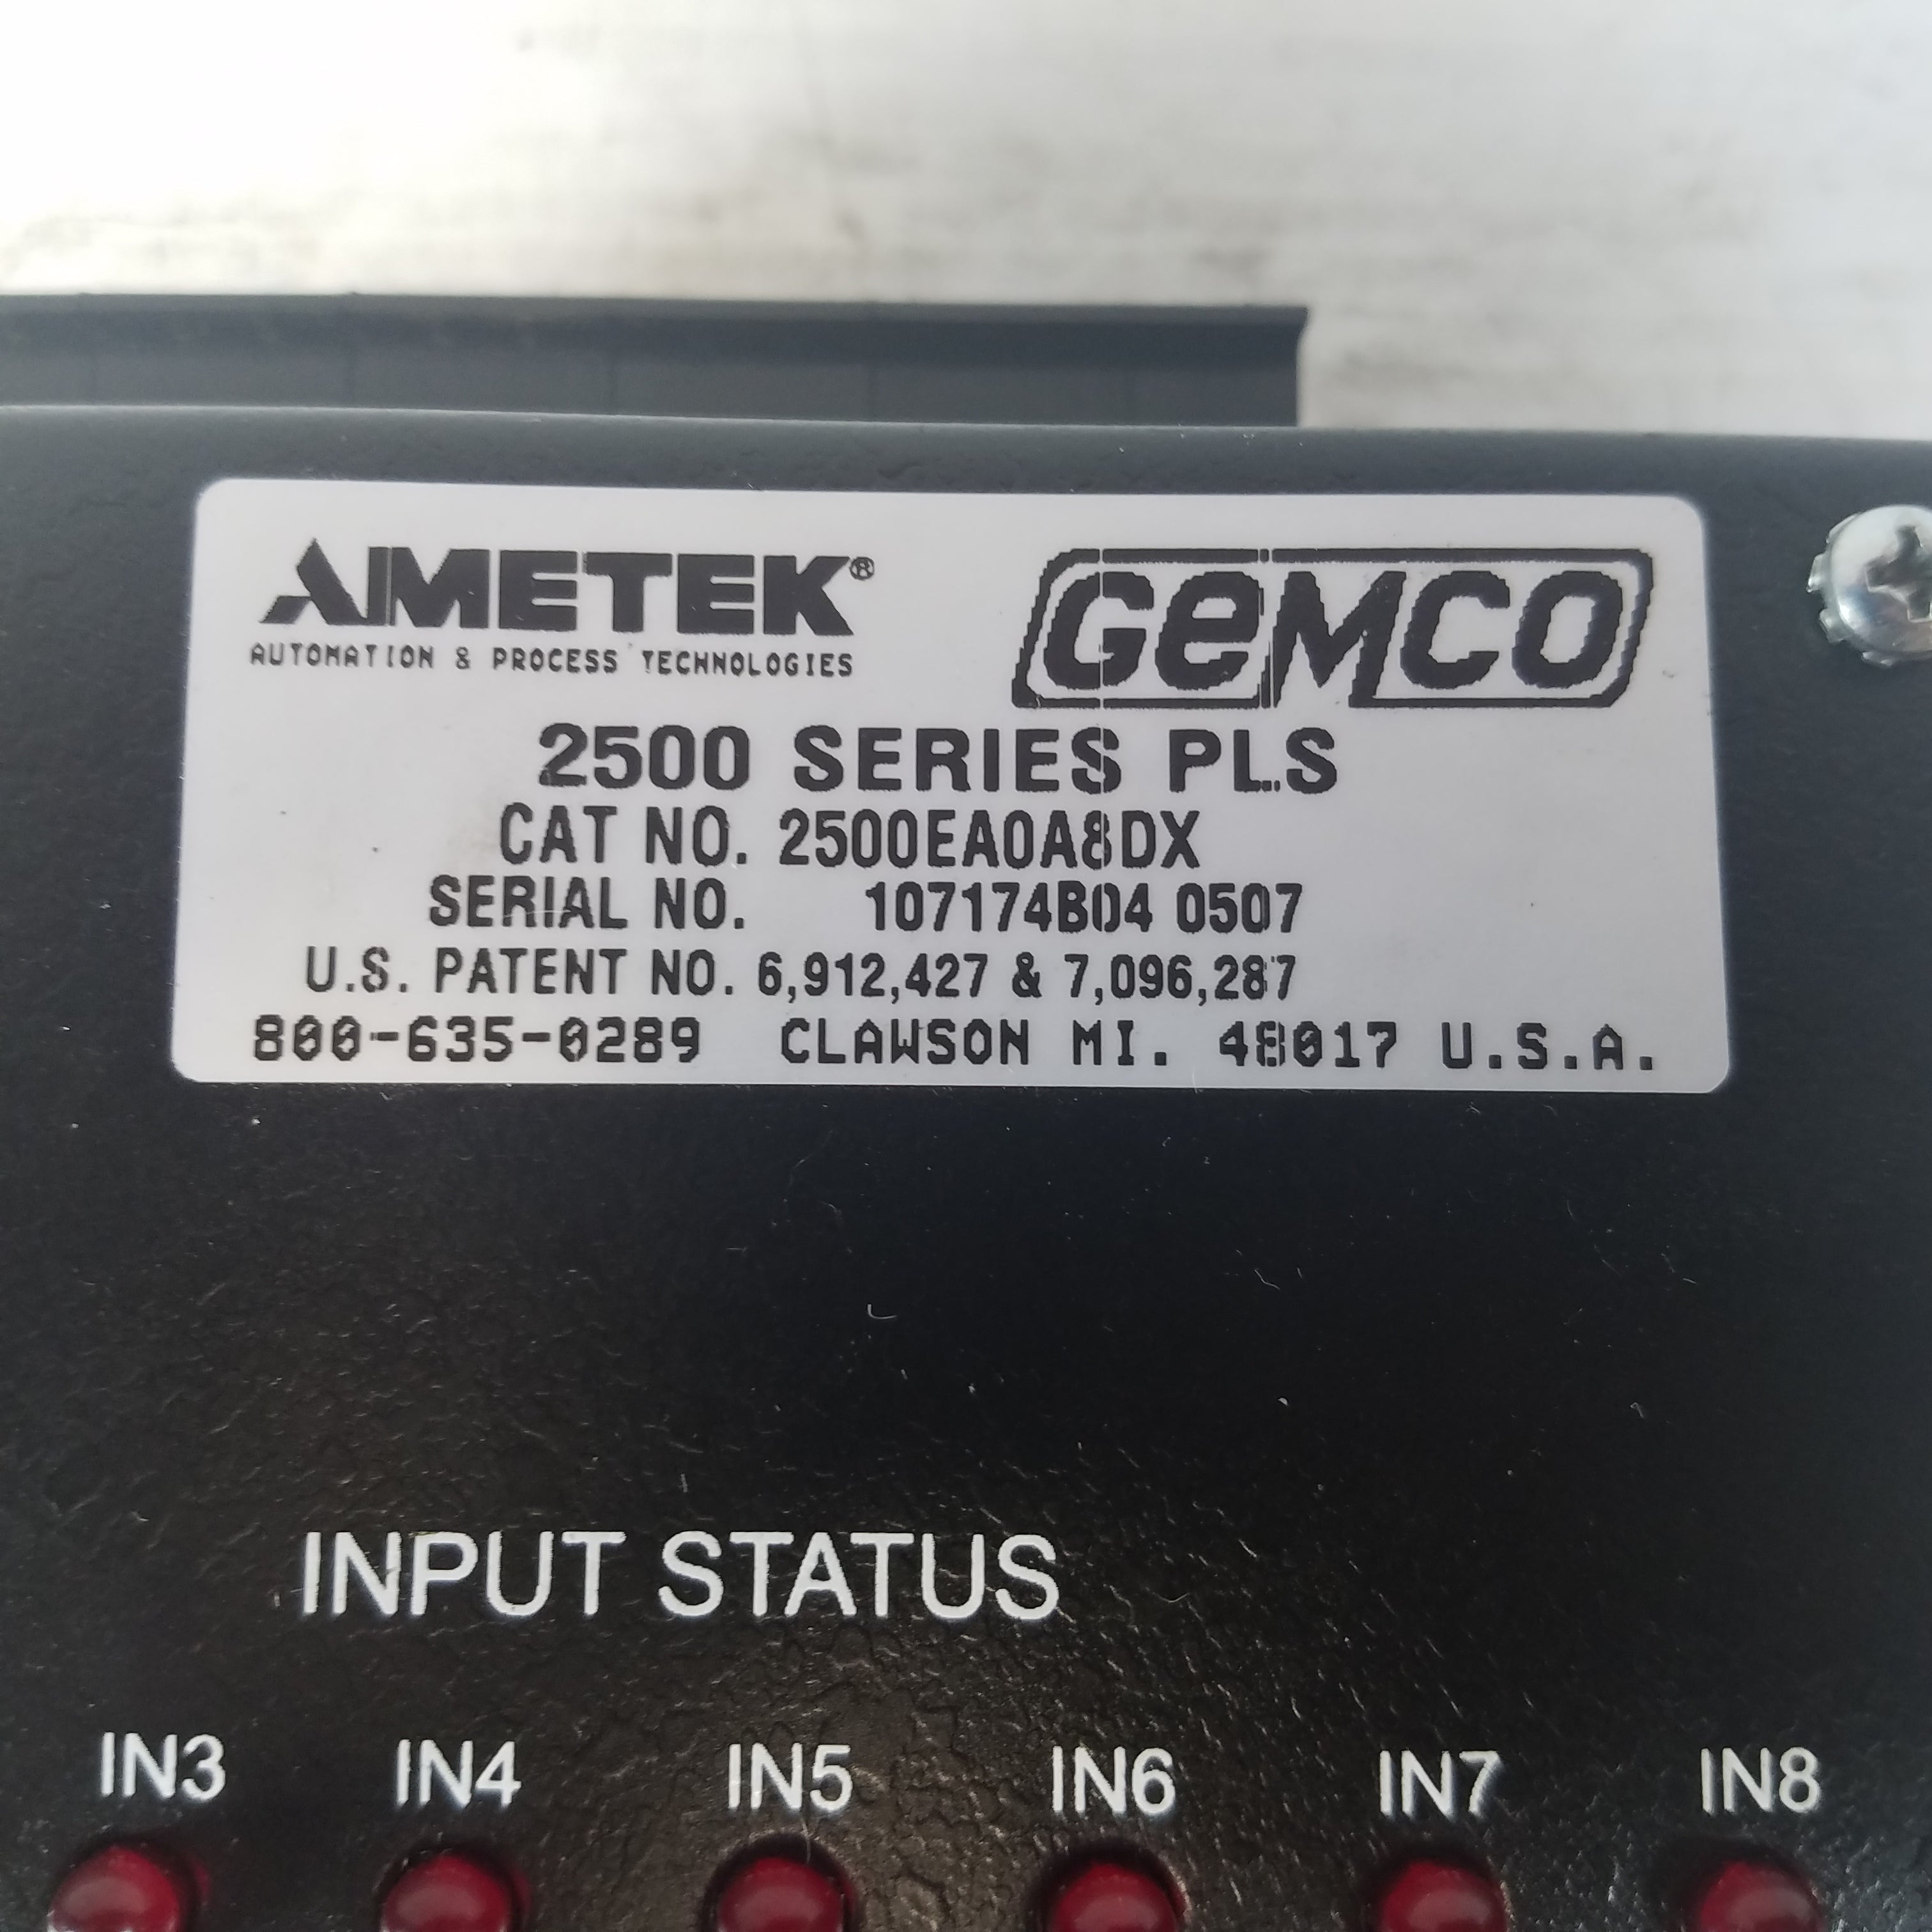 AMETEK®
AUTOMATION & PROCESS TECHNOLOGIES
GEMCO
2500 SERIES PLS
CAT NO. 2500EA0A8DX
SERIAL NO. 107174B04 0507
U.S. PATENT NO. 6,912,427 & 7,096,287
800-635-0289 CLAWSON MI. 48017 U.S.A.
INPUT STATUS
IN3 IN4 IN5 IN6 IN7 IN8